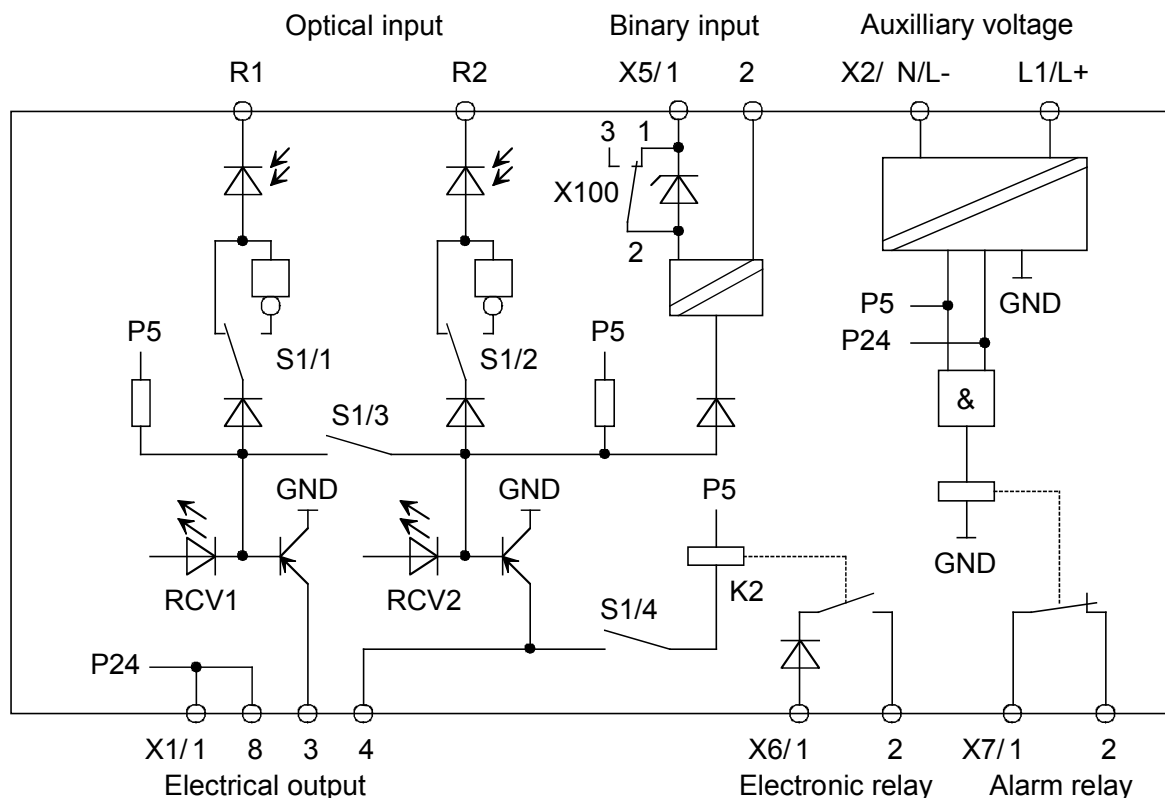 Optical input Binary input Auxilliary voltage
R1 R2 X5/1 2 X2/ N/L- L1/L+
3 1
X100
2
P5 GND
P24
P5 S1/1 S1/2 P5
&
S1/3
GND GND P5
GND
RCV1 RCV2 K2
S1/4
P24
X1/1 8 3 4 X6/1 2 X7/1 2
Electrical output Electronic relay Alarm relay